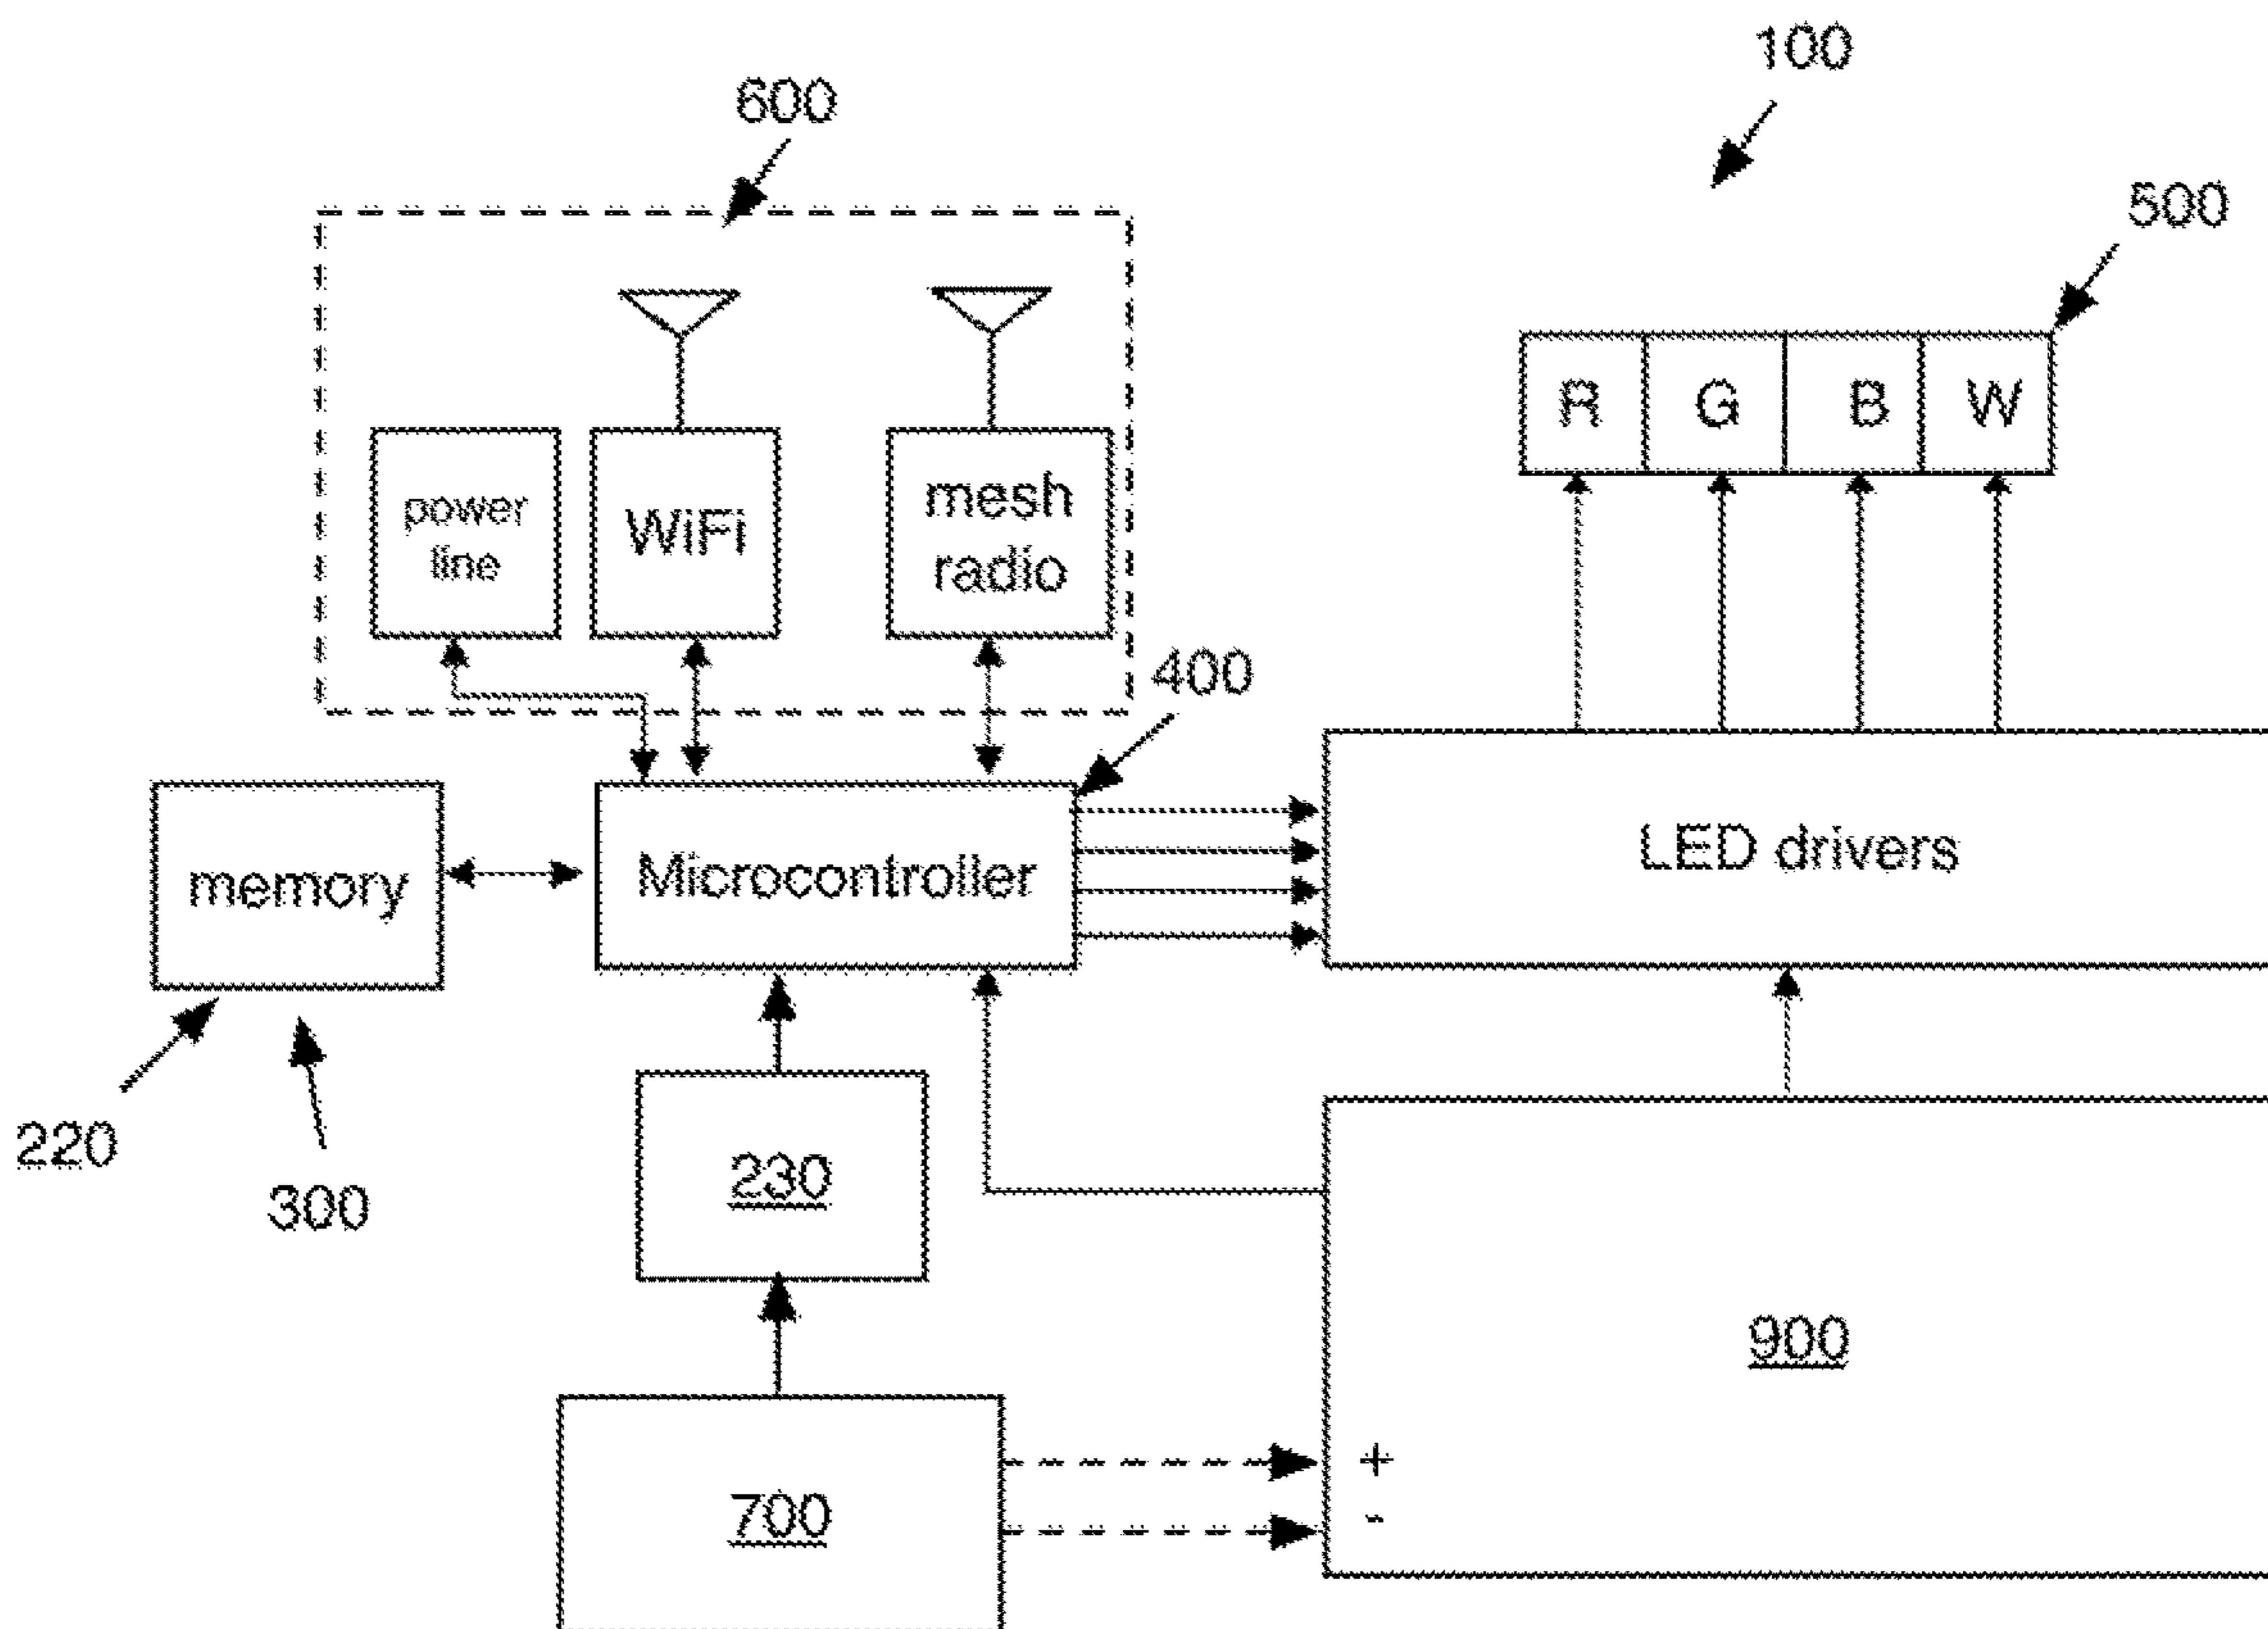 100
600
500
R G B W
power
line
WiFi
mesh
radio
400
memory
Microcontroller
LED drivers
220
300
230
900
+
-
700